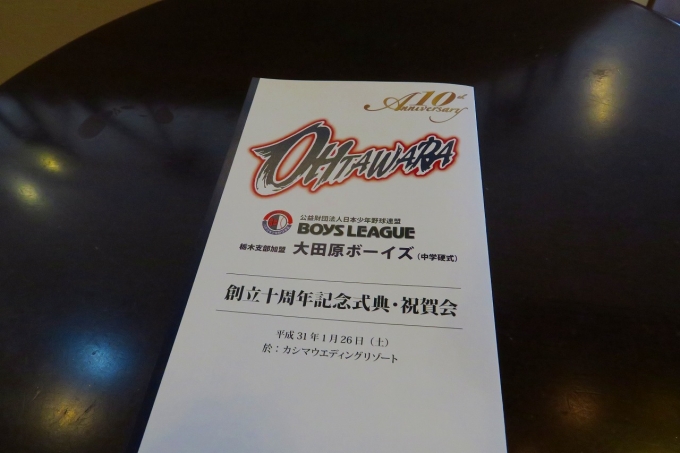 10th
Anniversary
OHTAWARA
公益財団法人日本少年野球連盟
BOYS LEAGUE
栃木支部加盟 大田原ボーイズ(中学硬式)
創立十周年記念式典・祝賀会
平成31年1月26日(土)
於:カシマウエディングリゾート